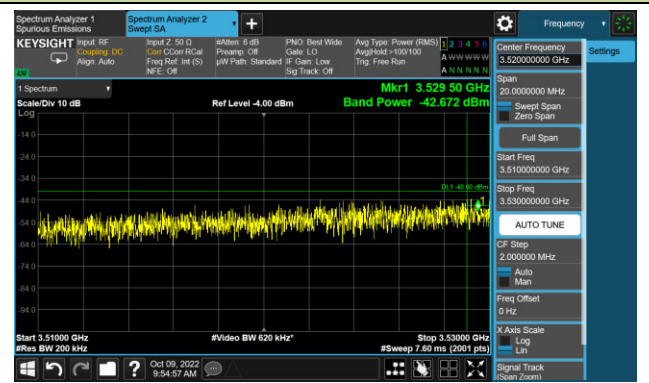 Spectrum Analyzer 1
Spurious Emissions
Spectrum Analyzer 2
Swept SA
Frequency
KEYSIGHT
Input: RF
Coupling: DC
Align: Auto
Input Z: 50 Ω
Corr CCorr RCal
Freq Ref: Int (S)
NFE: Off
#Atten: 6 dB
Preamp: Off
µW Path: Standard
PNO: Best Wide
Gate: LO
IF Gain: Low
Sig Track: Off
Avg Type: Power (RMS)
Avg|Hold:>100/100
Trig: Free Run
1 2 3 4 5 6
A W W W W W
A N N N N N
LXI
1 Spectrum
Scale/Div 10 dB
Log
Ref Level -4.00 dBm
Mkr1 3.529 50 GHz
Band Power -42.672 dBm
-14.0
-24.0
-34.0
-44.0
-54.0
-64.0
-74.0
-84.0
-94.0
DL1 -40.00 dBm
1
Start 3.51000 GHz
#Res BW 200 kHz
#Video BW 620 kHz*
Stop 3.53000 GHz
#Sweep 7.60 ms (2001 pts)
Oct 09, 2022
9:54:57 AM
Center Frequency
3.520000000 GHz
Settings
Span
20.0000000 MHz
Swept Span
Zero Span
Full Span
Start Freq
3.510000000 GHz
Stop Freq
3.530000000 GHz
AUTO TUNE
CF Step
2.000000 MHz
Auto
Man
Freq Offset
0 Hz
X Axis Scale
Log
Lin
Signal Track
(Span Zoom)